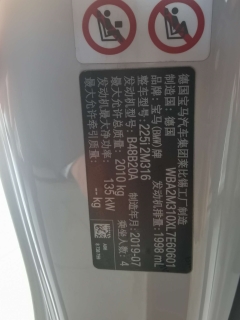 德国宝马汽车集团莱比锡工厂制造
制造国：德国 WBA2M310XL7E60601
品牌：宝马(BMW)牌
整车型号：225i 2M316 发动机排量：1998 mL
发动机型号：B48B20A 制造年月：2019-07
最大允许总质量：2010 kg 乘坐人数：4
发动机最大净功率：135 kW
最大允许牵引质量：-- kg